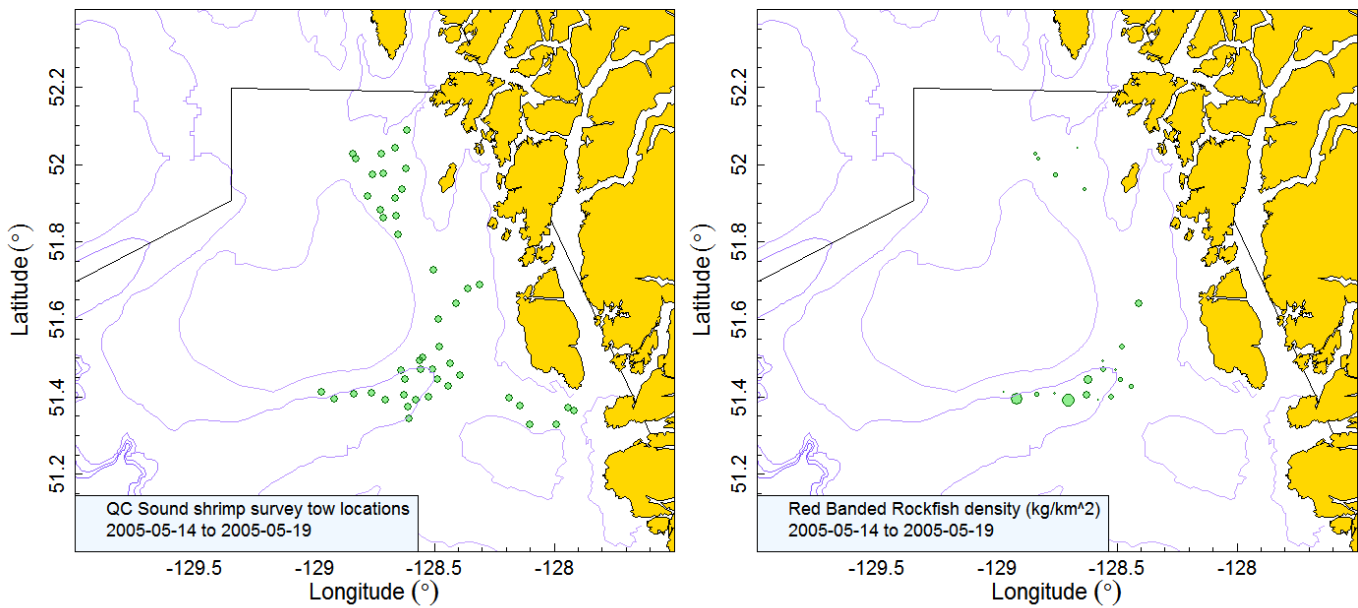 52.2
52
51.8
51.6
51.4
51.2
Latitude (°)
QC Sound shrimp survey tow locations
2005-05-14 to 2005-05-19
-129.5
-129
-128.5
-128
Longitude (°)
52.2
52
51.8
51.6
51.4
51.2
Latitude (°)
Red Banded Rockfish density (kg/km^2)
2005-05-14 to 2005-05-19
-129.5
-129
-128.5
-128
Longitude (°)